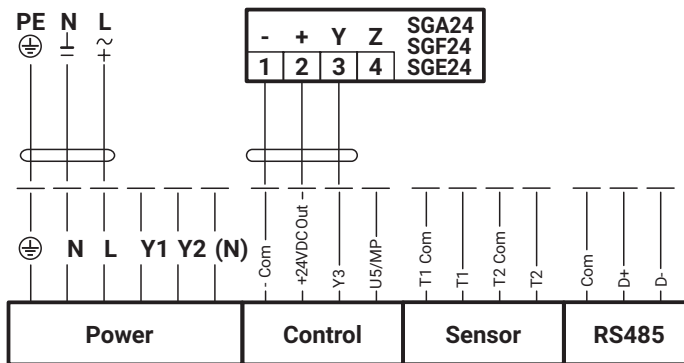 PE N L
- + Y Z
1 2 3 4
SGA24
SGF24
SGE24
N L Y1 Y2 (N)
- Com
+24VDC Out
Y3
U5/MP
T1 Com
T1
T2 Com
T2
Com
D+
D-
Power Control Sensor RS485